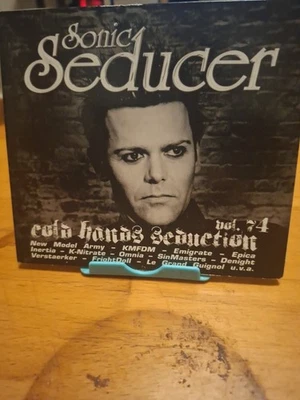 Sonic
Seducer
vol. 74
cold hands seduction
New Model Army - KMFDM - Emigrate - Epica
Inertia - K-Nitrate - Omnia - SinMasters - Denight
Verstaerker - FrightDoll - Le Grand Guignol u.v.a.